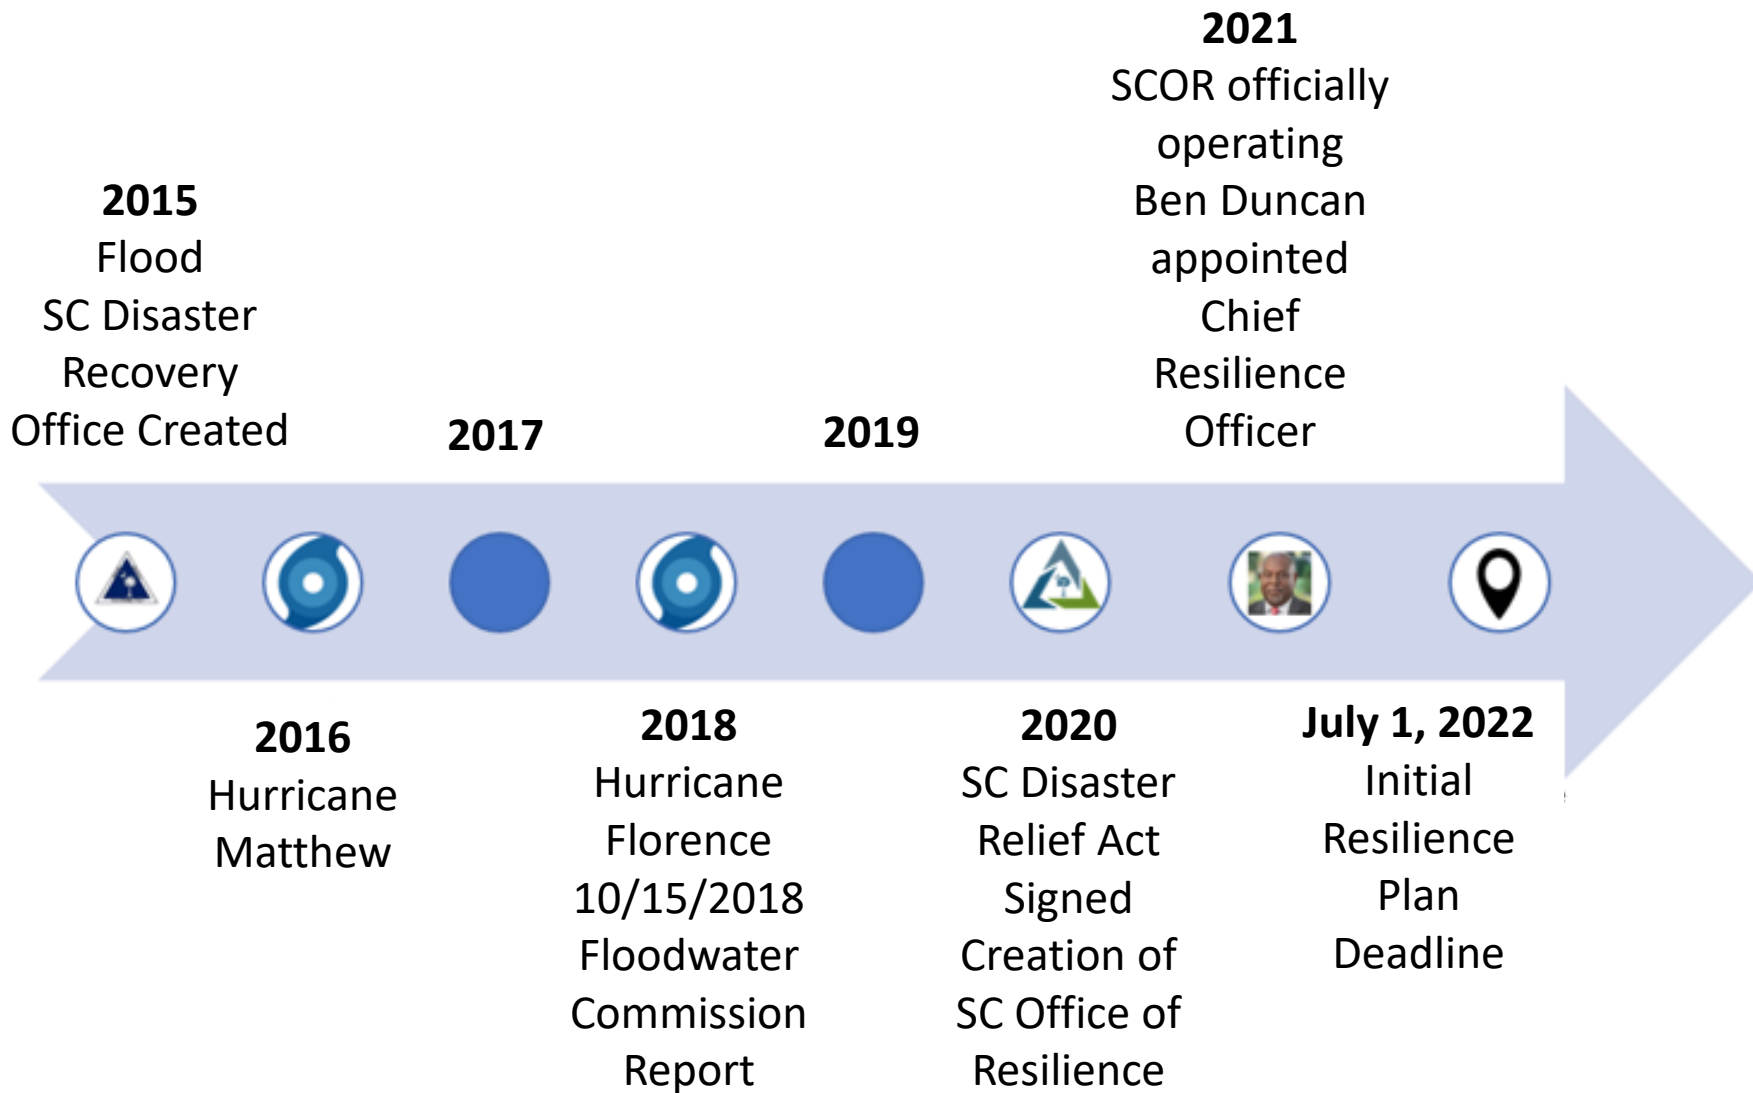 2015
Flood
SC Disaster
Recovery
Office Created
2016
Hurricane
Matthew
2017
2018
Hurricane
Florence
10/15/2018
Floodwater
Commission
Report
2019
2020
SC Disaster
Relief Act
Signed
Creation of
SC Office of
Resilience
2021
SCOR officially
operating
Ben Duncan
appointed
Chief
Resilience
Officer
July 1, 2022
Initial
Resilience
Plan
Deadline